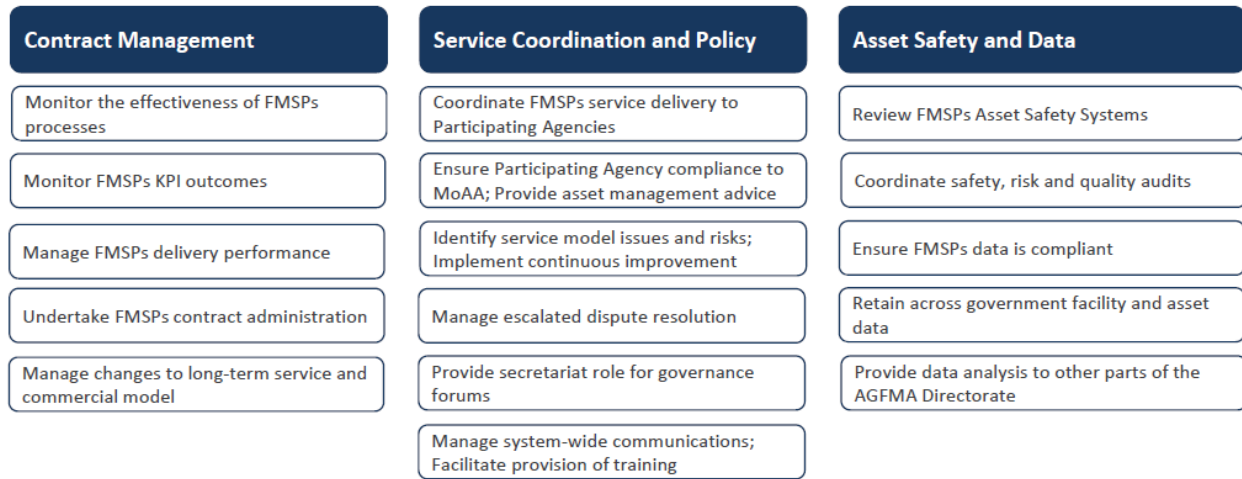 Contract Management
Monitor the effectiveness of FMSPs
processes
Monitor FMSPs KPI outcomes
Manage FMSPs delivery performance
Undertake FMSPs contract administration
Manage changes to long-term service and
commercial model
Service Coordination and Policy
Coordinate FMSPs service delivery to
Participating Agencies
Ensure Participating Agency compliance to
MoAA; Provide asset management advice
Identify service model issues and risks;
Implement continuous improvement
Manage escalated dispute resolution
Provide secretariat role for governance
forums
Manage system-wide communications;
Facilitate provision of training
Asset Safety and Data
Review FMSPs Asset Safety Systems
Coordinate safety, risk and quality audits
Ensure FMSPs data is compliant
Retain across government facility and asset
data
Provide data analysis to other parts of the
AGFMA Directorate